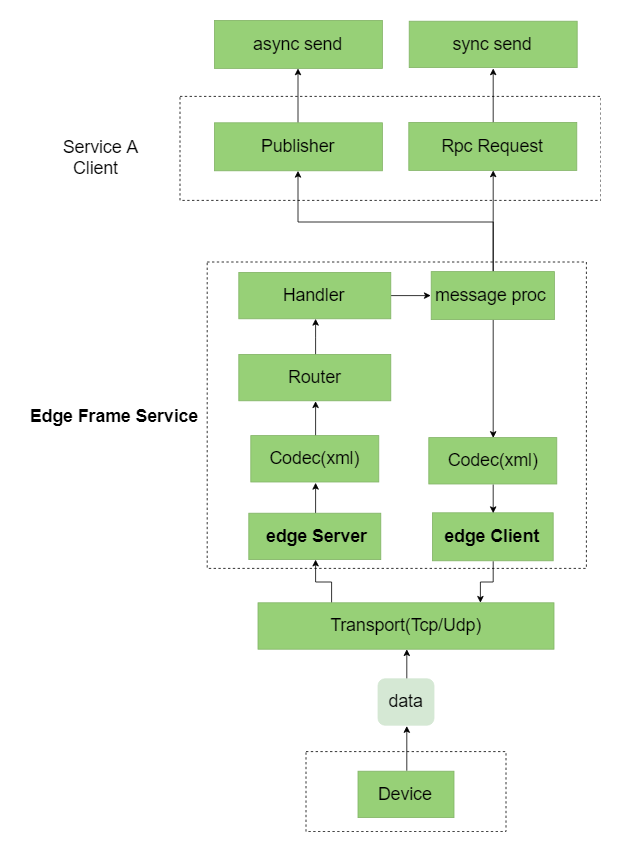 async send
sync send
Service A
Client
Publisher
Rpc Request
Handler
message proc
Router
Edge Frame Service
Codec(xml)
Codec(xml)
edge Server
edge Client
Transport(Tcp/Udp)
data
Device